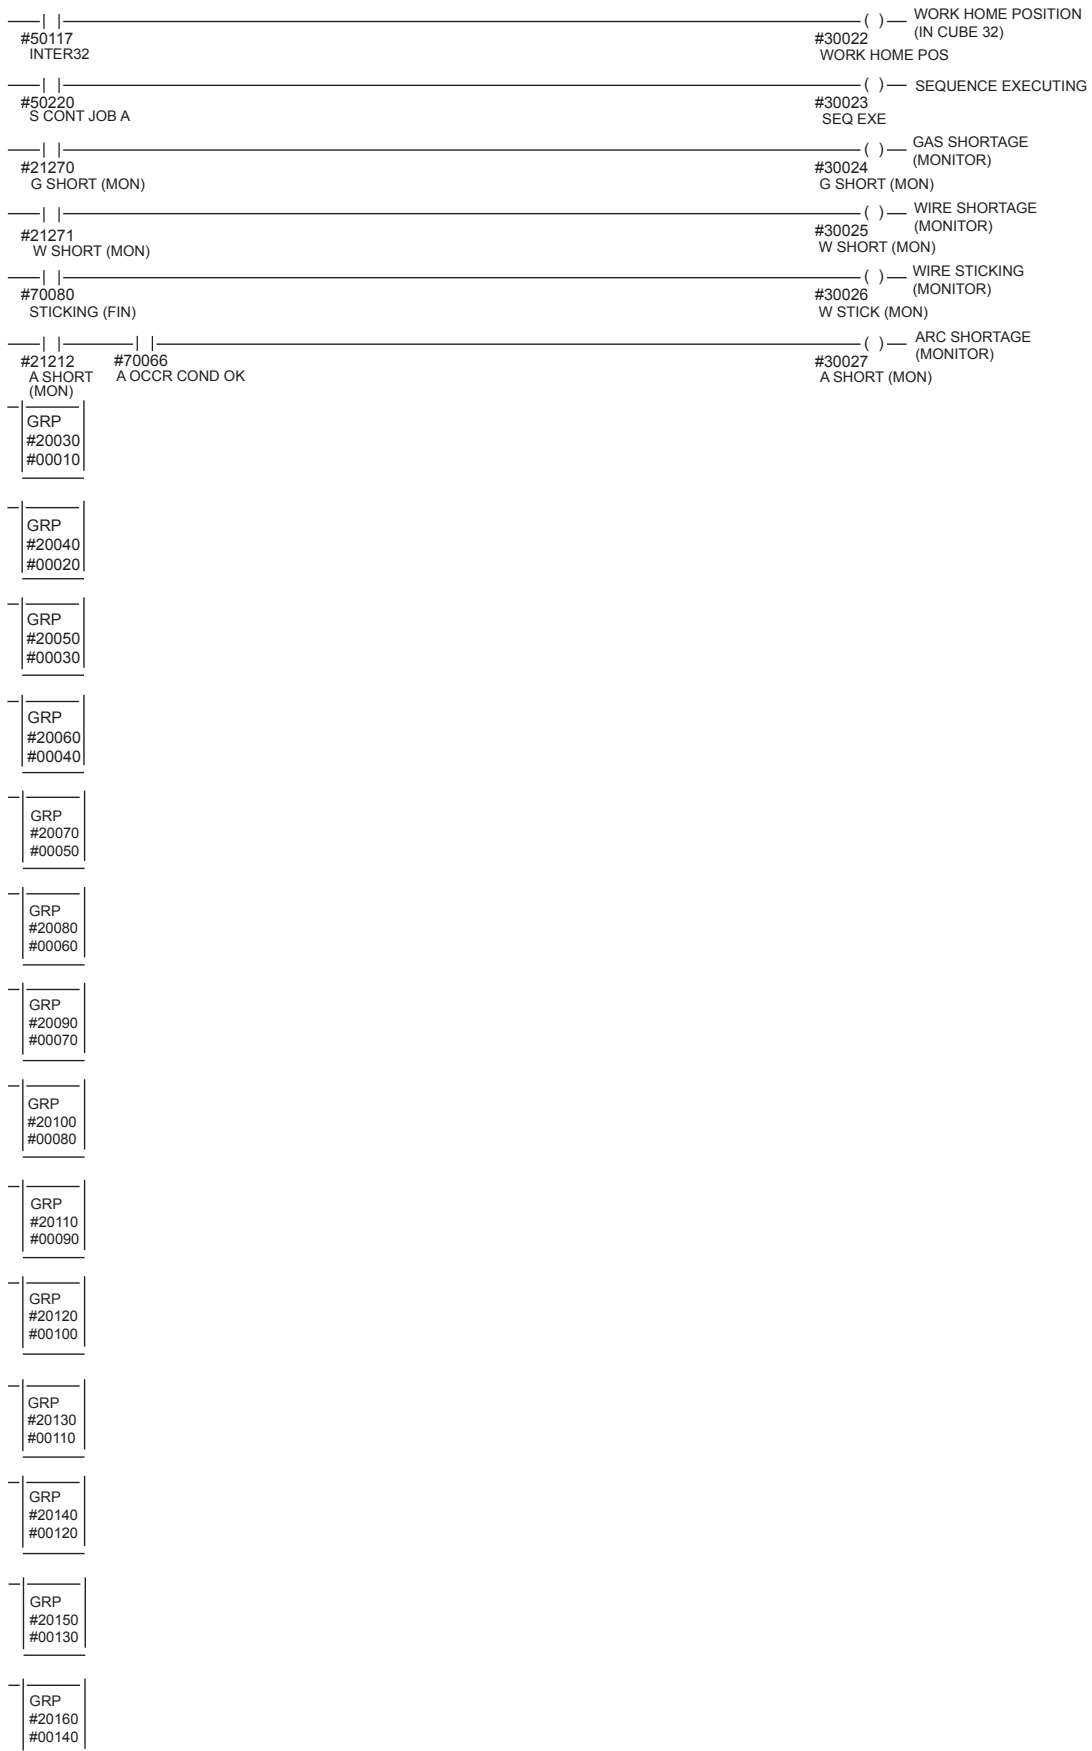 WORK HOME POSITION
(IN CUBE 32)
#50117
INTER32
#30022
WORK HOME POS
SEQUENCE EXECUTING
#50220
S CONT JOB A
#30023
SEQ EXE
GAS SHORTAGE
(MONITOR)
#21270
G SHORT (MON)
#30024
G SHORT (MON)
WIRE SHORTAGE
(MONITOR)
#21271
W SHORT (MON)
#30025
W SHORT (MON)
WIRE STICKING
(MONITOR)
#70080
STICKING (FIN)
#30026
W STICK (MON)
ARC SHORTAGE
(MONITOR)
#21212
A SHORT
(MON)
#70066
A OCCR COND OK
#30027
A SHORT (MON)
GRP
#20030
#00010
GRP
#20040
#00020
GRP
#20050
#00030
GRP
#20060
#00040
GRP
#20070
#00050
GRP
#20080
#00060
GRP
#20090
#00070
GRP
#20100
#00080
GRP
#20110
#00090
GRP
#20120
#00100
GRP
#20130
#00110
GRP
#20140
#00120
GRP
#20150
#00130
GRP
#20160
#00140